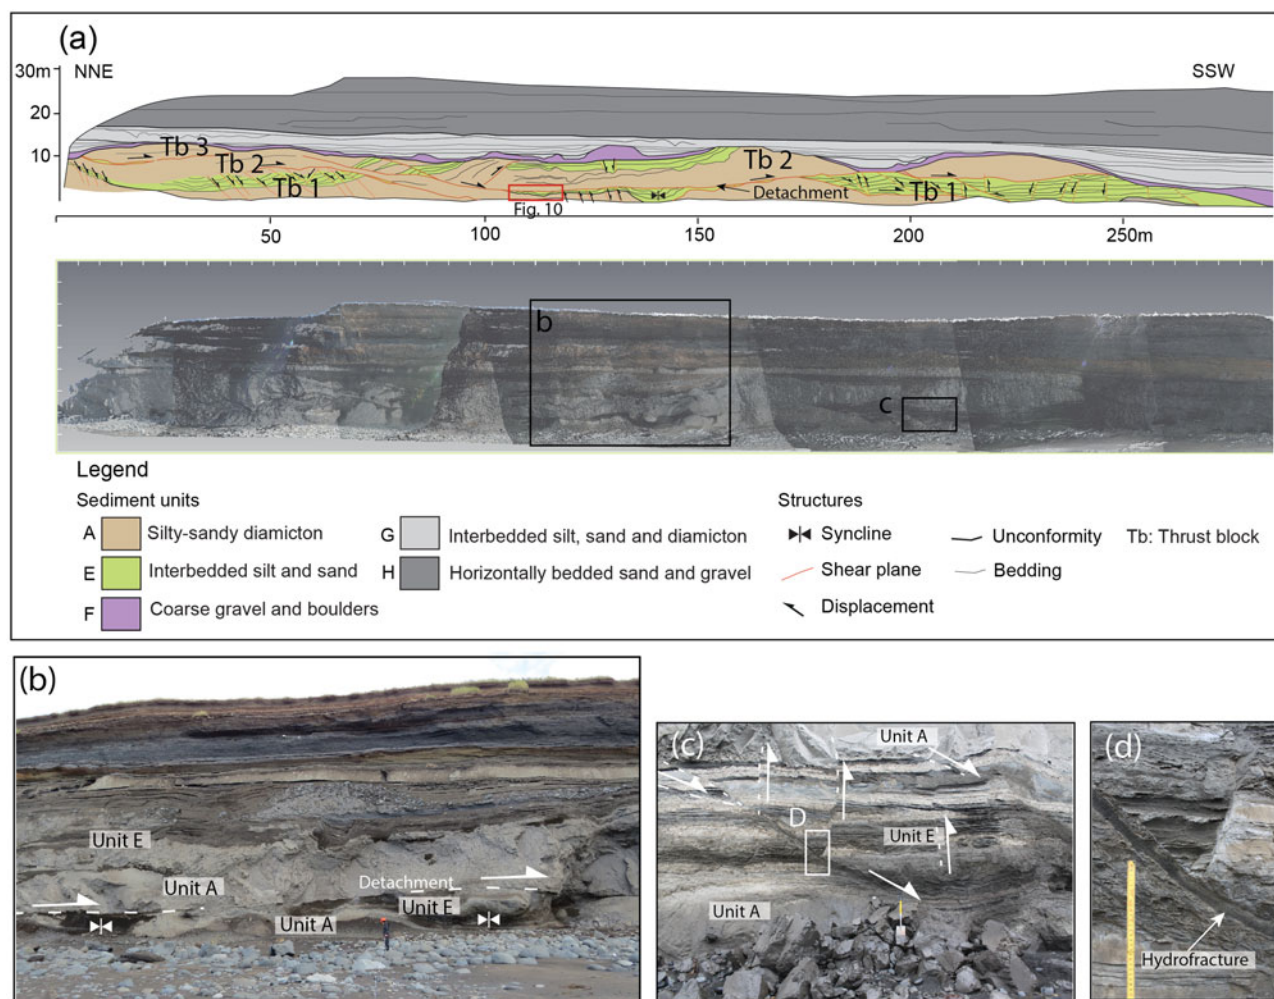 (a)
30m NNE SSW
20
10
Tb 3
Tb 2
Tb 1
Tb 2
Detachment
Tb 1
Fig. 10
50 100 150 200 250m
b
c
Legend
Sediment units
A Silty-sandy diamicton
E Interbedded silt and sand
F Coarse gravel and boulders
G Interbedded silt, sand and diamicton
H Horizontally bedded sand and gravel
Structures
Syncline
Shear plane
Displacement
Unconformity
Bedding
Tb: Thrust block
(b)
Unit E
Unit A
Detachment
Unit E
Unit A
(c)
Unit A
D
Unit E
Unit A
(d)
Hydrofracture